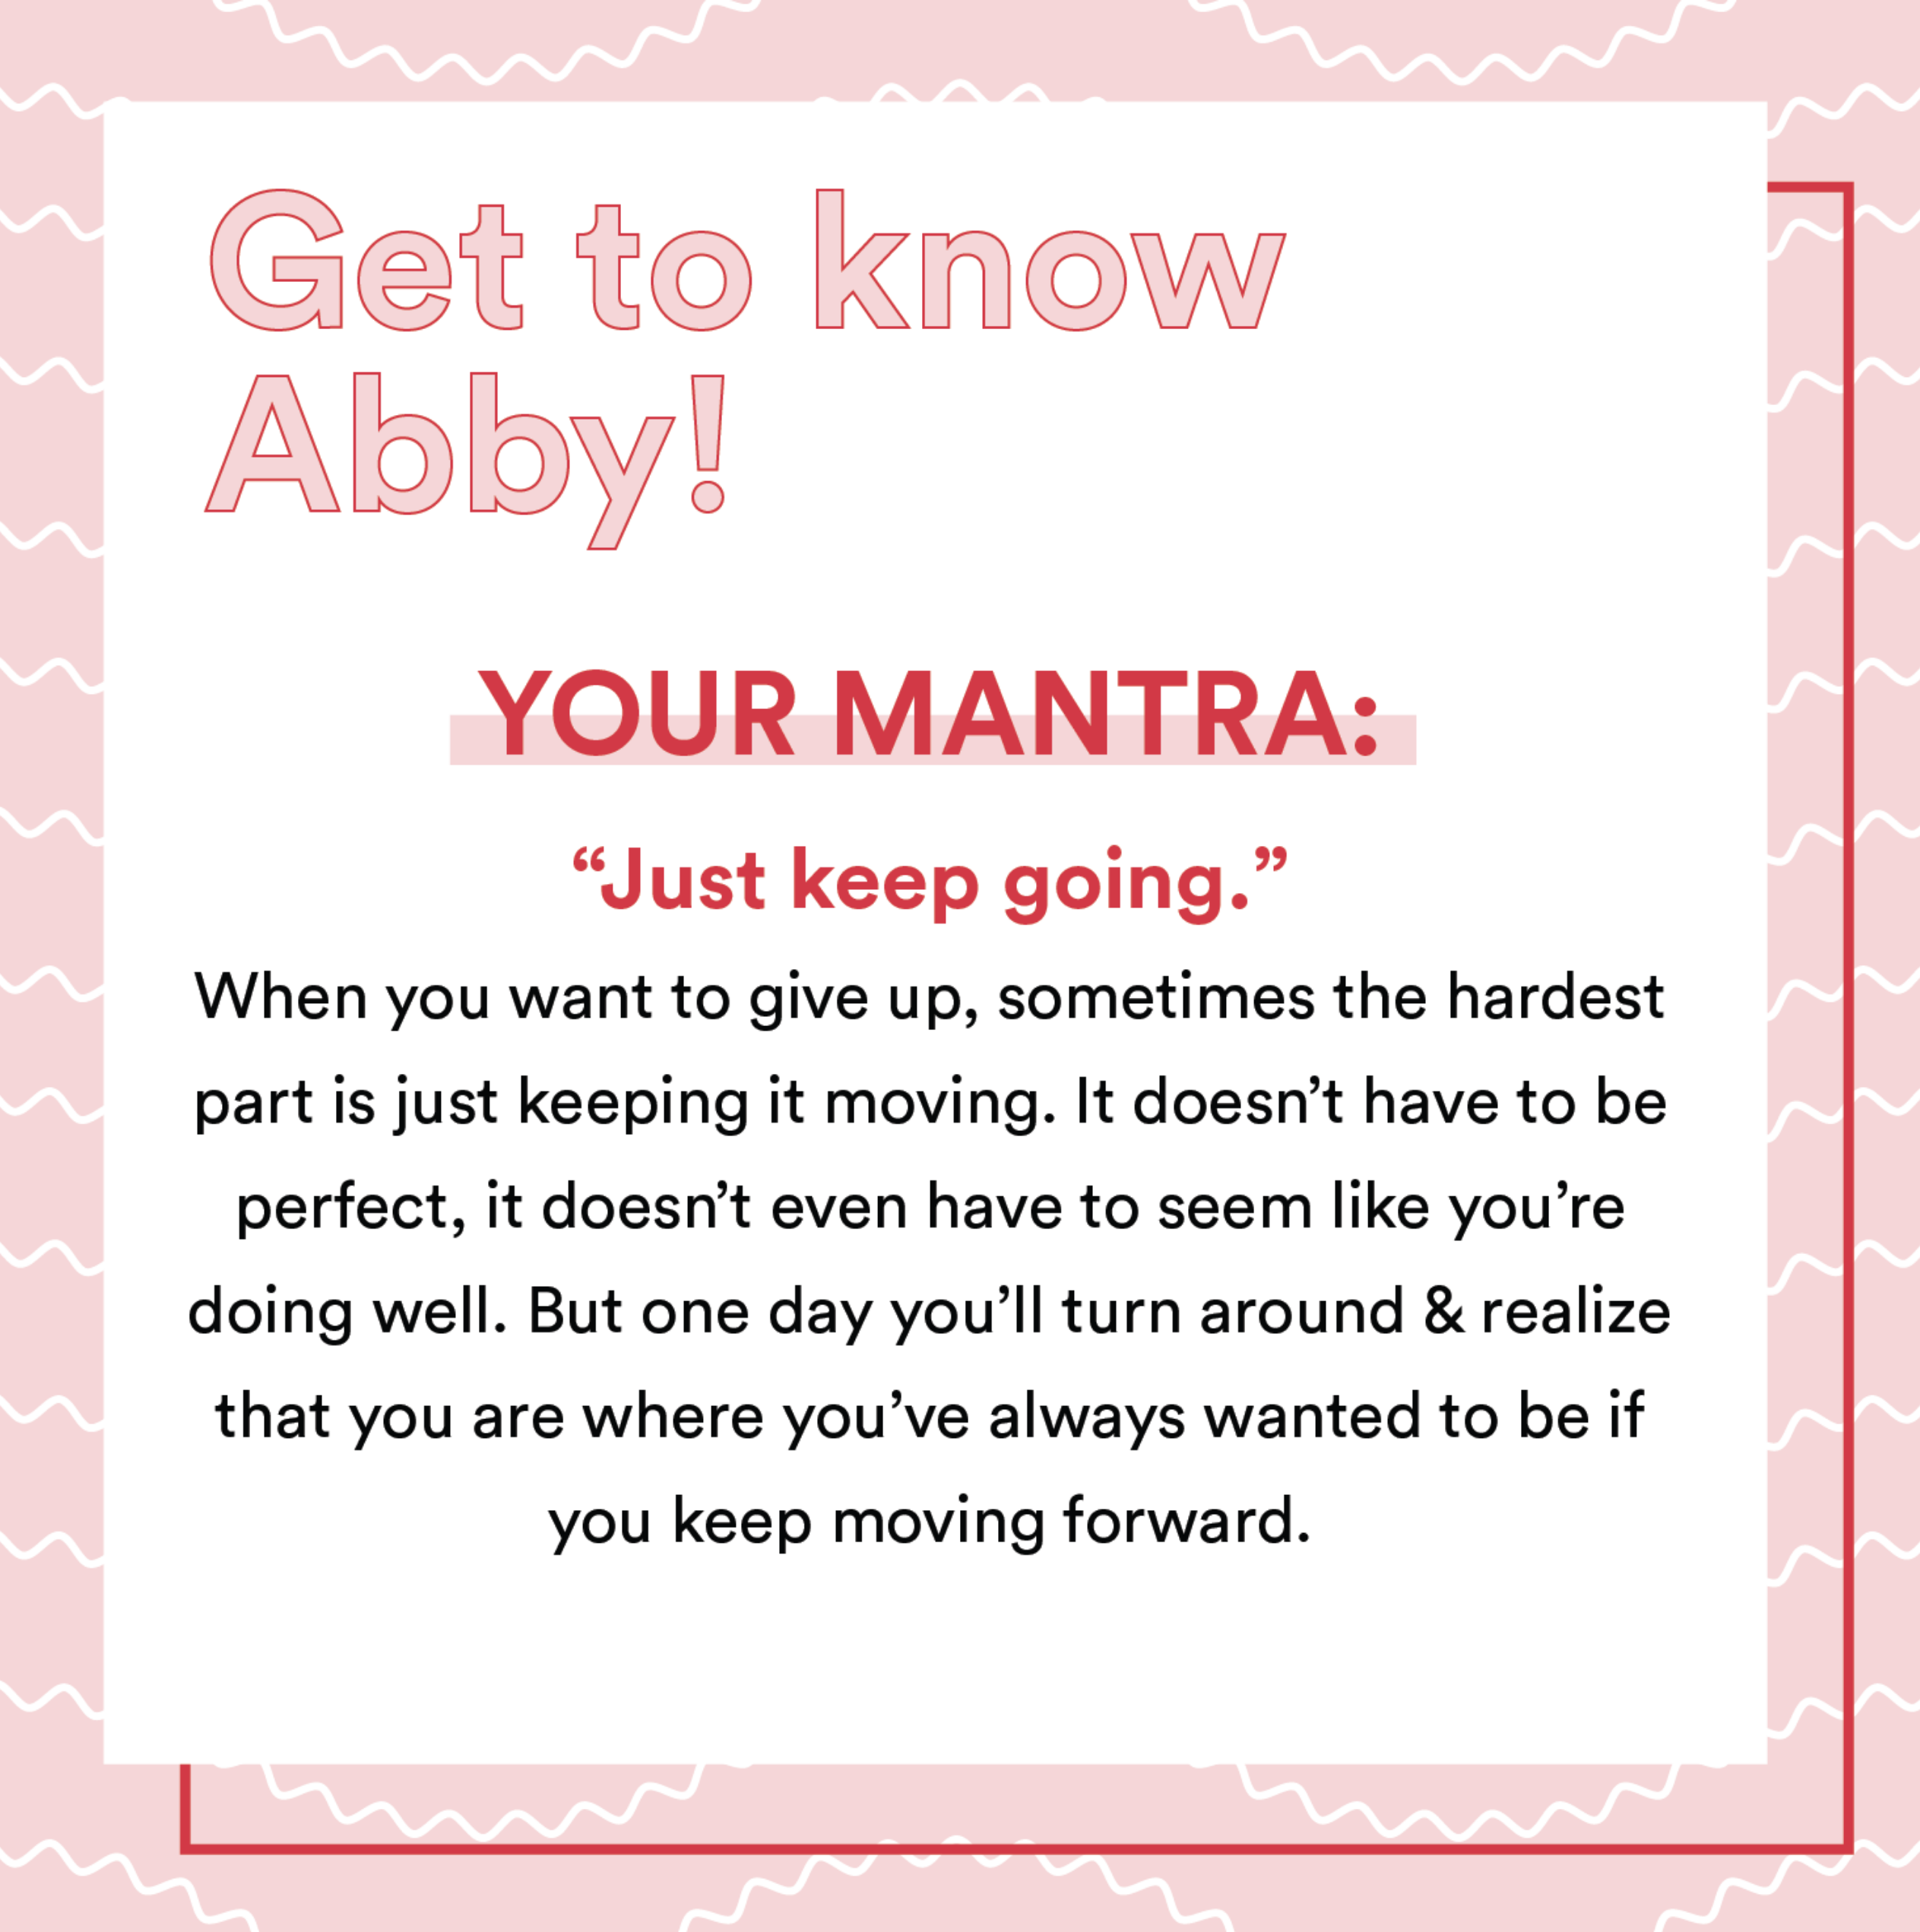 Get to know
Abby!
YOUR MANTRA:
“Just keep going.”
When you want to give up, sometimes the hardest
part is just keeping it moving. It doesn’t have to be
perfect, it doesn’t even have to seem like you’re
doing well. But one day you’ll turn around & realize
that you are where you’ve always wanted to be if
you keep moving forward.